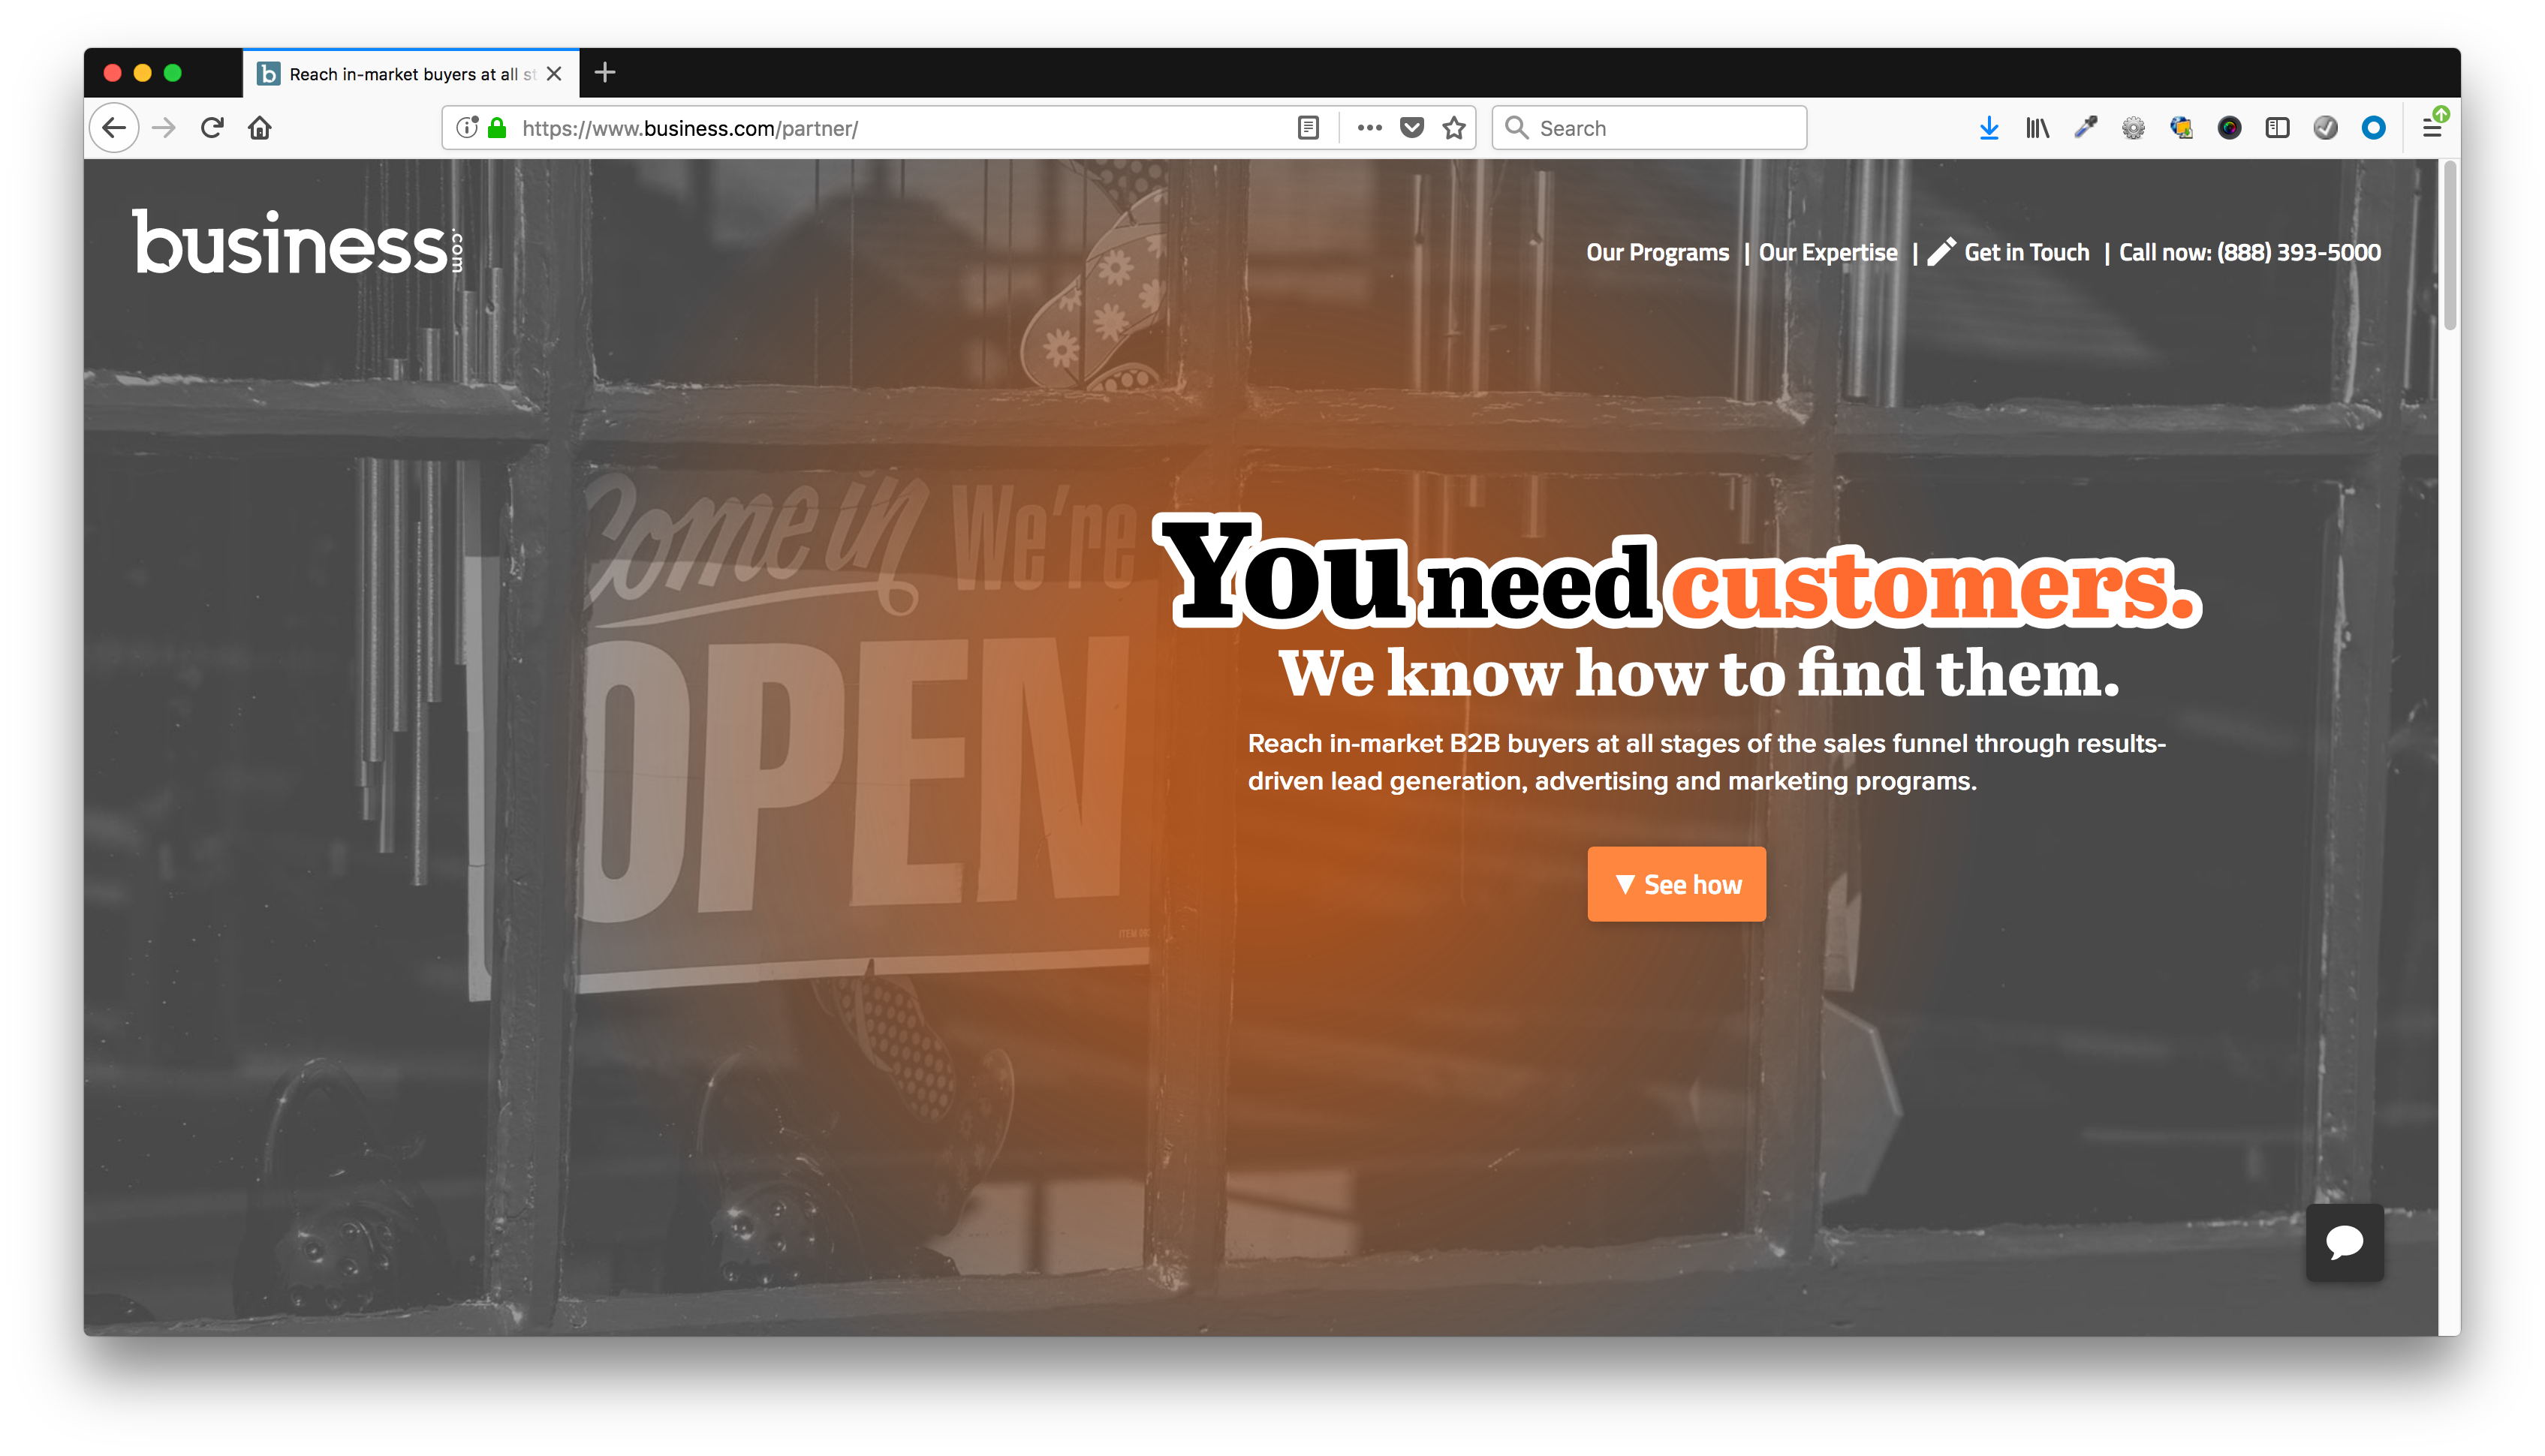 Reach in-market buyers at all st
https://www.business.com/partner/
Search
business.com
Our Programs | Our Expertise | Get in Touch | Call now: (888) 393-5000
Come in We're
OPEN
You need customers.
We know how to find them.
Reach in-market B2B buyers at all stages of the sales funnel through results-
driven lead generation, advertising and marketing programs.
▼ See how